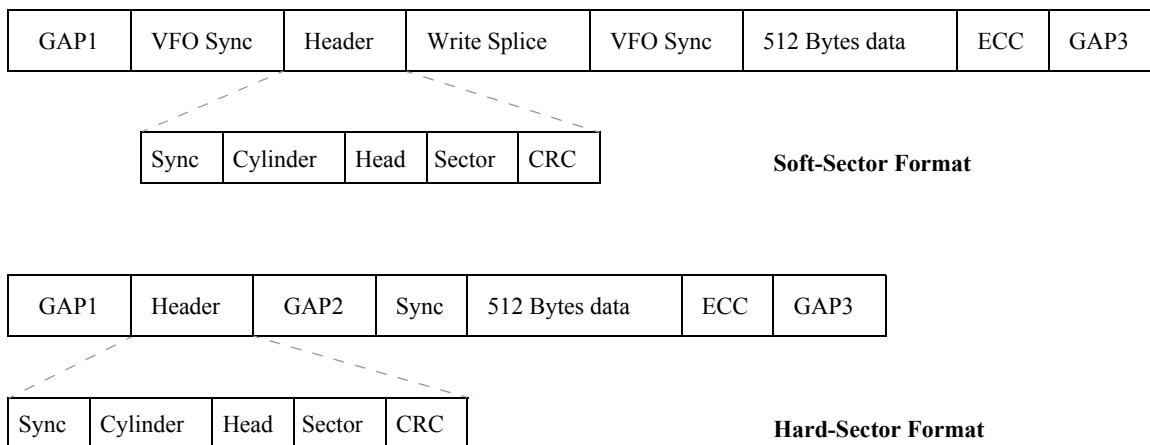 GAP1 VFO Sync Header Write Splice VFO Sync 512 Bytes data ECC GAP3
Sync Cylinder Head Sector CRC
Soft-Sector Format
GAP1 Header GAP2 Sync 512 Bytes data ECC GAP3
Sync Cylinder Head Sector CRC
Hard-Sector Format